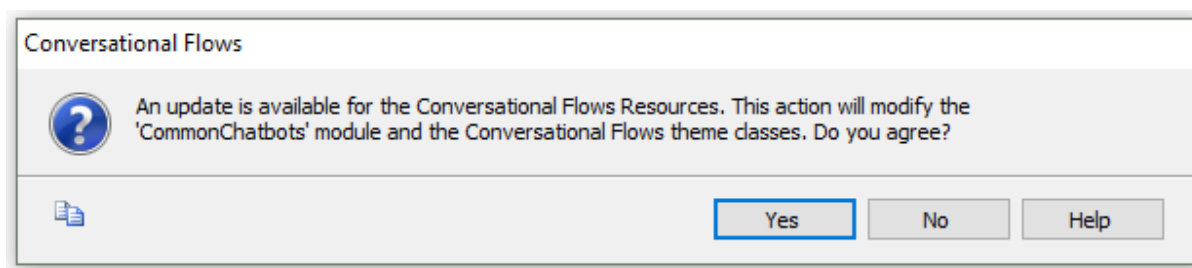 Conversational Flows
An update is available for the Conversational Flows Resources. This action will modify the
'CommonChatbots' module and the Conversational Flows theme classes. Do you agree?
Yes
No
Help